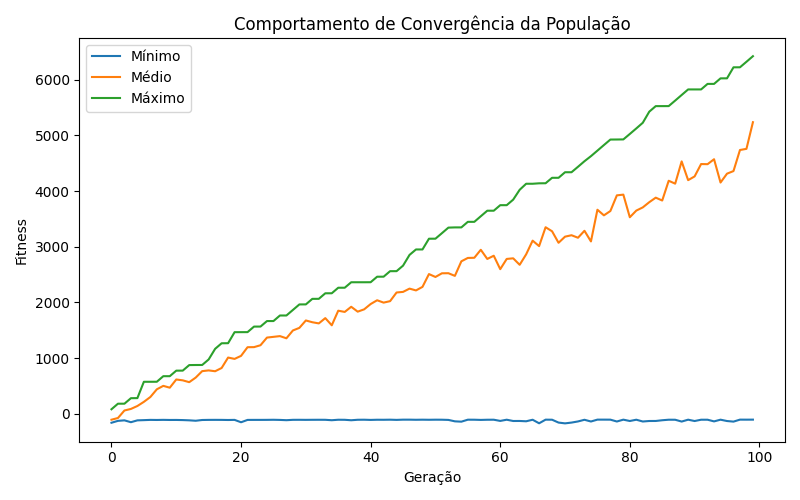 Comportamento de Convergência da População
Mínimo
Médio
Máximo
Fitness
6000
5000
4000
3000
2000
1000
0
0 20 40 60 80 100
Geração